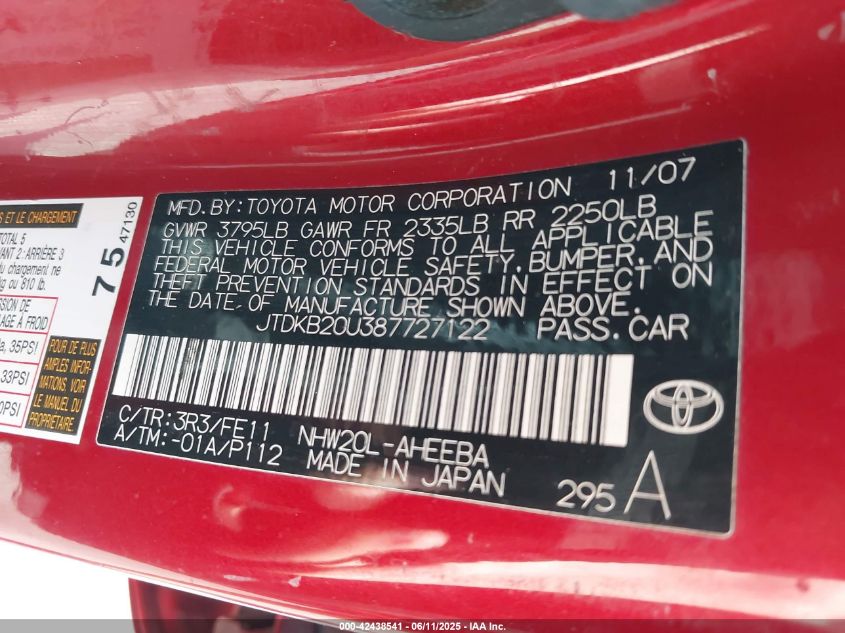 MFD. BY: TOYOTA MOTOR CORPORATION 11/07
GVWR 3795LB GAWR FR 2335LB RR 2250LB
THIS VEHICLE CONFORMS TO ALL APPLICABLE
FEDERAL MOTOR VEHICLE SAFETY, BUMPER, AND
THEFT PREVENTION STANDARDS IN EFFECT ON
THE DATE OF MANUFACTURE SHOWN ABOVE.
JTDKB20U387727122 PASS. CAR
C/TR: 3R3/FE11 NHW20L-AHEEBA
A/TM: -01A/P112 MADE IN JAPAN
295 A
ET LE CHARGEMENT
TOTAL 5
2: ARRIÈRE 3
du chargement ne
810 lb.
DE
À FROID
35PSI
33PSI
75 47130
POUR DE PLUS
AMPLES INFOR-
MATIONS, VOIR
LE MANUEL DU
PROPRIÉTAIRE
000-42438541 - 06/11/2025 - IAA Inc.